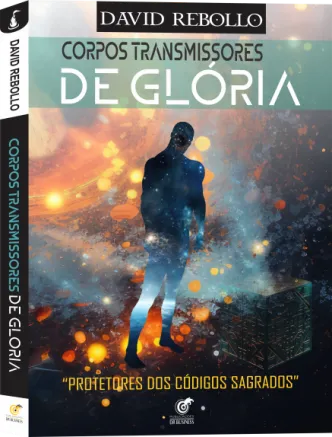 DAVID REBOLLO
CORPOS TRANSMISSORES
DE GLÓRIA
"PROTETORES DOS CÓDIGOS SAGRADOS"
DAVID REBOLLO
CORPOS TRANSMISSORES DE GLÓRIA